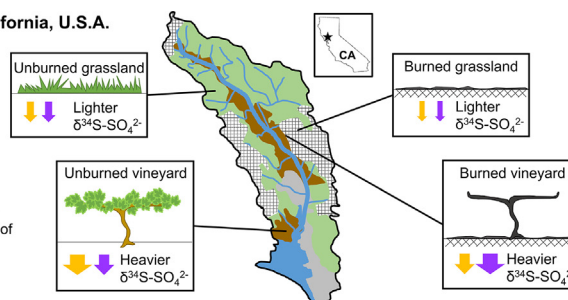 fornia, U.S.A.
CA
Unburned grassland
Lighter
δ³⁴S-SO₄²⁻
Burned grassland
Lighter
δ³⁴S-SO₄²⁻
Unburned vineyard
Heavier
δ³⁴S-SO₄²⁻
Burned vineyard
Heavier
δ³⁴S-SO₄²⁻
of